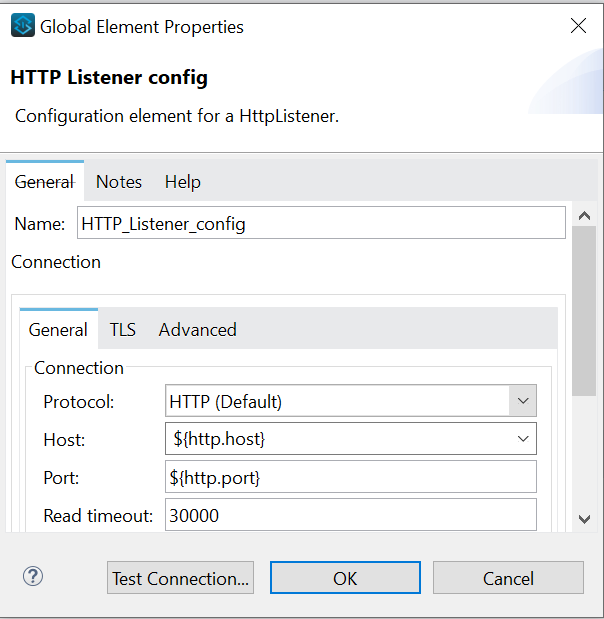 Global Element Properties
HTTP Listener config
Configuration element for a HttpListener.
General Notes Help
Name: HTTP_Listener_config
Connection
General TLS Advanced
Connection
Protocol: HTTP (Default)
Host: ${http.host}
Port: ${http.port}
Read timeout: 30000
? Test Connection... OK Cancel